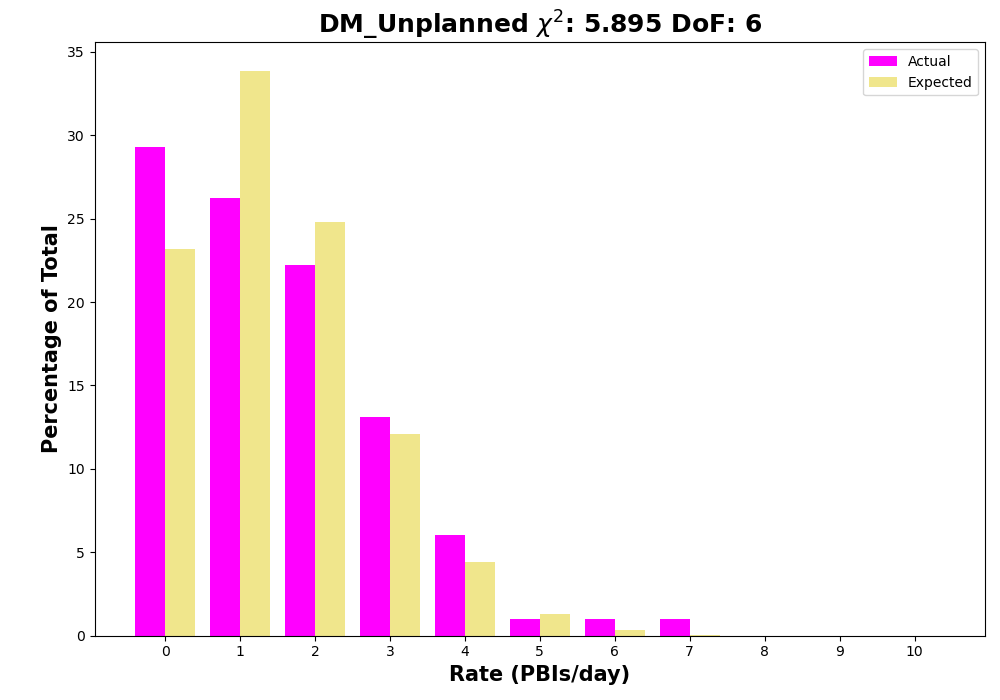 DM_Unplanned χ²: 5.895 DoF: 6
Actual
Expected
35
30
25
20
15
10
5
0
Percentage of Total
0 1 2 3 4 5 6 7 8 9 10
Rate (PBIs/day)